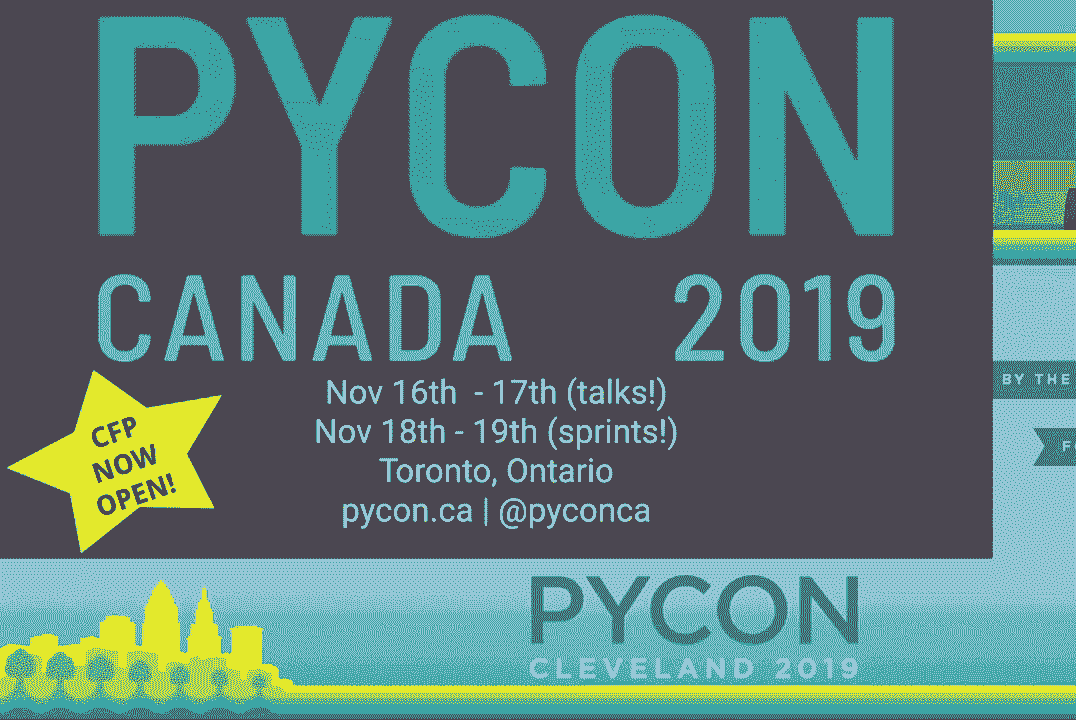 PYCON
CANADA 2019
Nov 16th - 17th (talks!)
Nov 18th - 19th (sprints!)
Toronto, Ontario
pycon.ca | @pyconca
CFP
NOW
OPEN!
BY THE
PYCON
CLEVELAND 2019